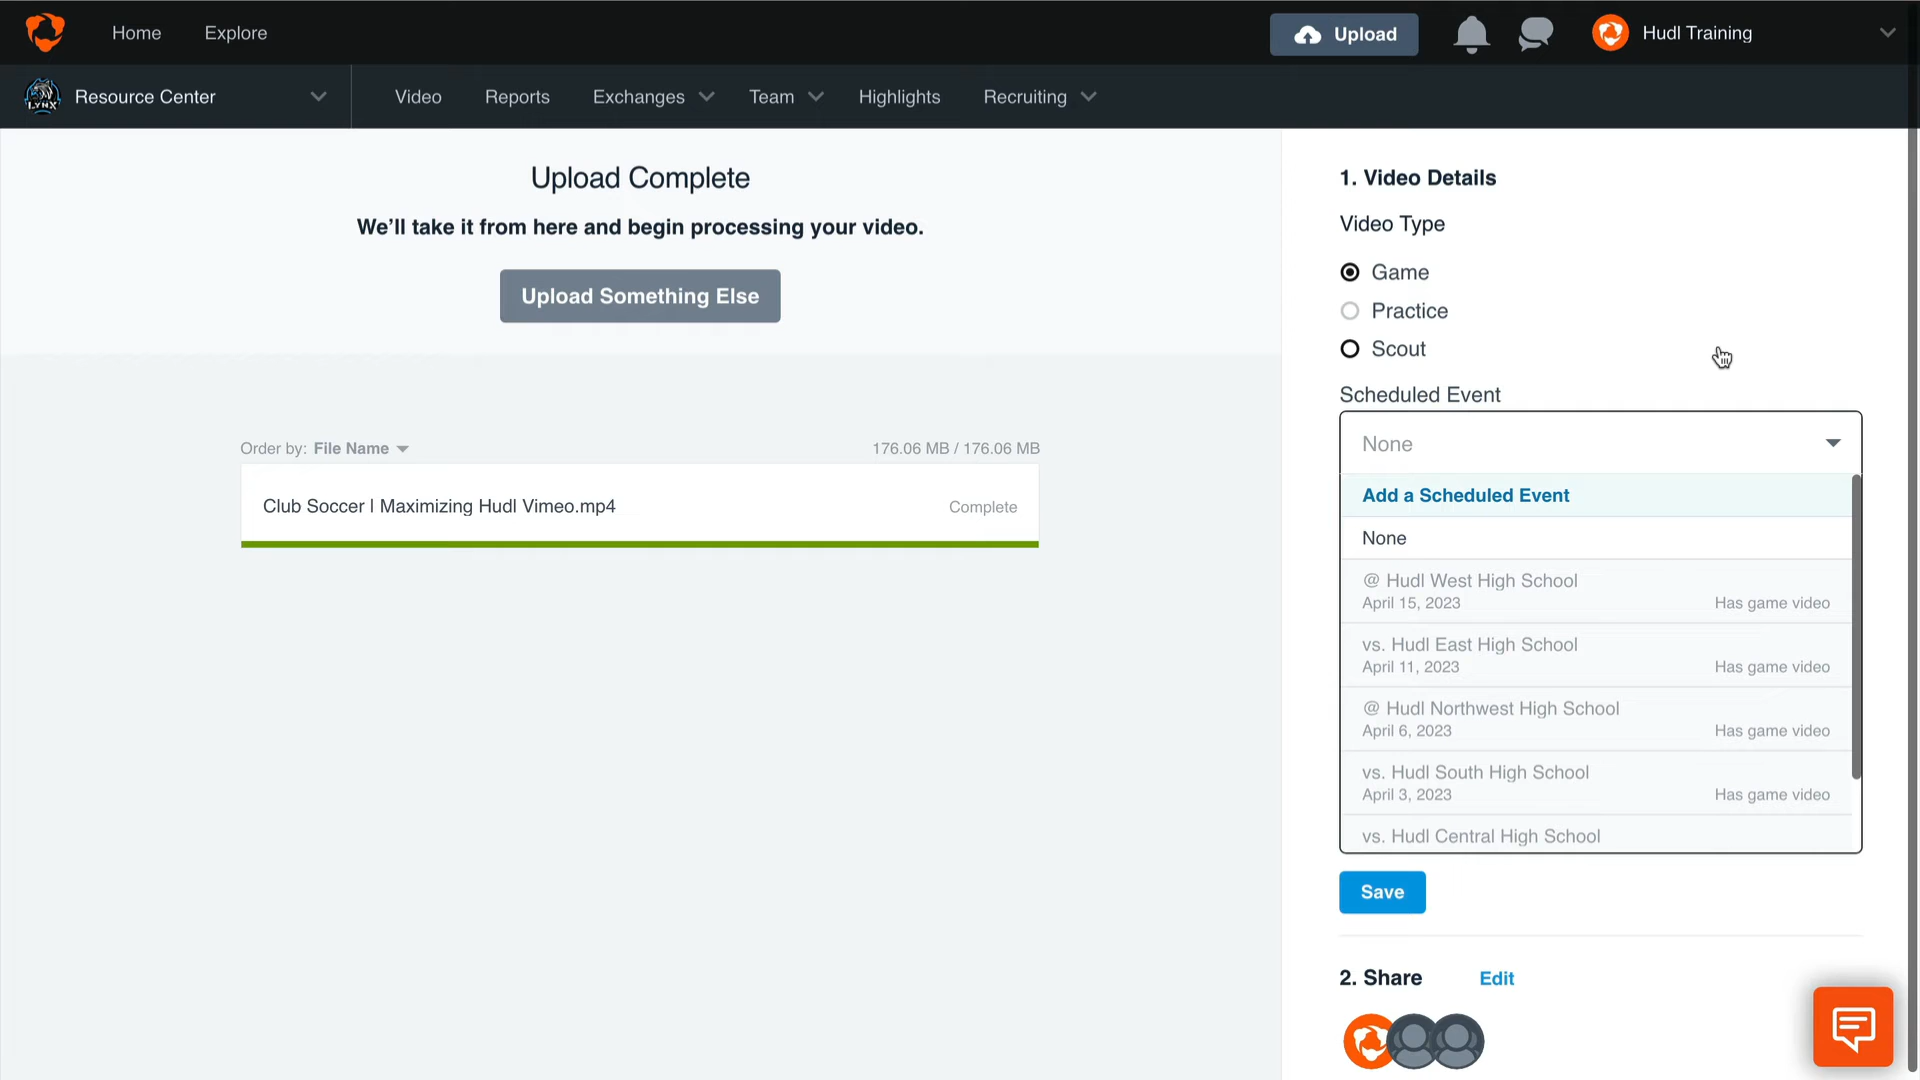 Home
Explore
Upload
Hudl Training
LYNX
Resource Center
Video
Reports
Exchanges
Team
Highlights
Recruiting
Upload Complete
We'll take it from here and begin processing your video.
Upload Something Else
Order by: File Name
176.06 MB / 176.06 MB
Club Soccer | Maximizing Hudl Vimeo.mp4
Complete
1. Video Details
Video Type
Game
Practice
Scout
Scheduled Event
None
Add a Scheduled Event
None
@ Hudl West High School
April 15, 2023
Has game video
vs. Hudl East High School
April 11, 2023
Has game video
@ Hudl Northwest High School
April 6, 2023
Has game video
vs. Hudl South High School
April 3, 2023
Has game video
vs. Hudl Central High School
Save
2. Share
Edit